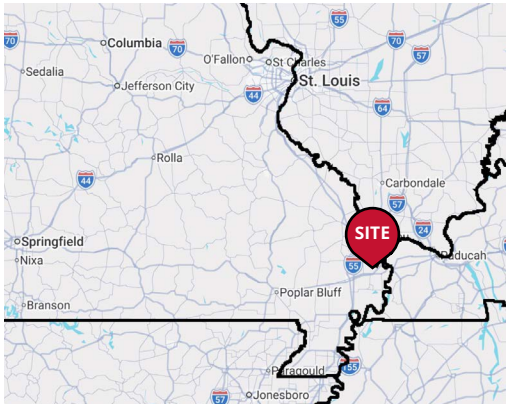 55
70
70
70
57
Columbia
O'Fallon
St Charles
Sedalia
Jefferson City
44
St. Louis
64
Rolla
44
Carbondale
57
24
SITE
Springfield
Nixa
55
Paducah
Poplar Bluff
Branson
Paragould
55
57
Jonesboro